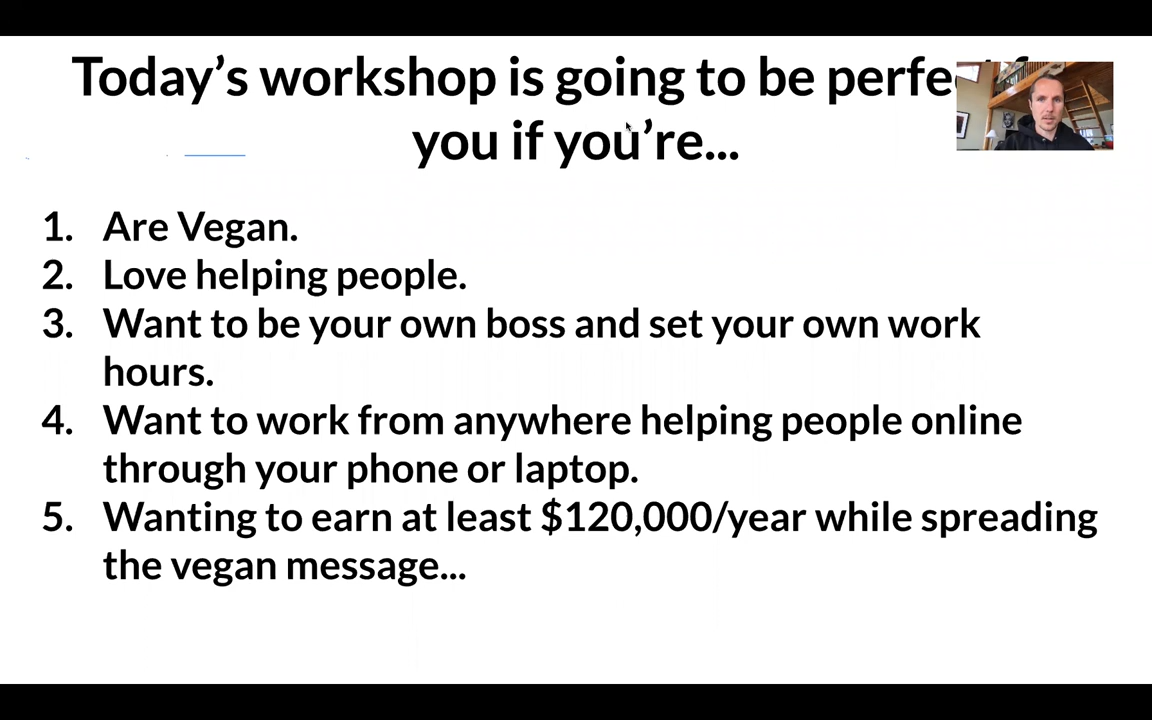 Today's workshop is going to be
you if you're...
1. Are Vegan.
2. Love helping people.
3. Want to be your own boss and set your own work
hours.
4. Want to work from anywhere helping people online
through your phone or laptop.
5. Wanting to earn at least $120,000/year while spreading
the vegan message...